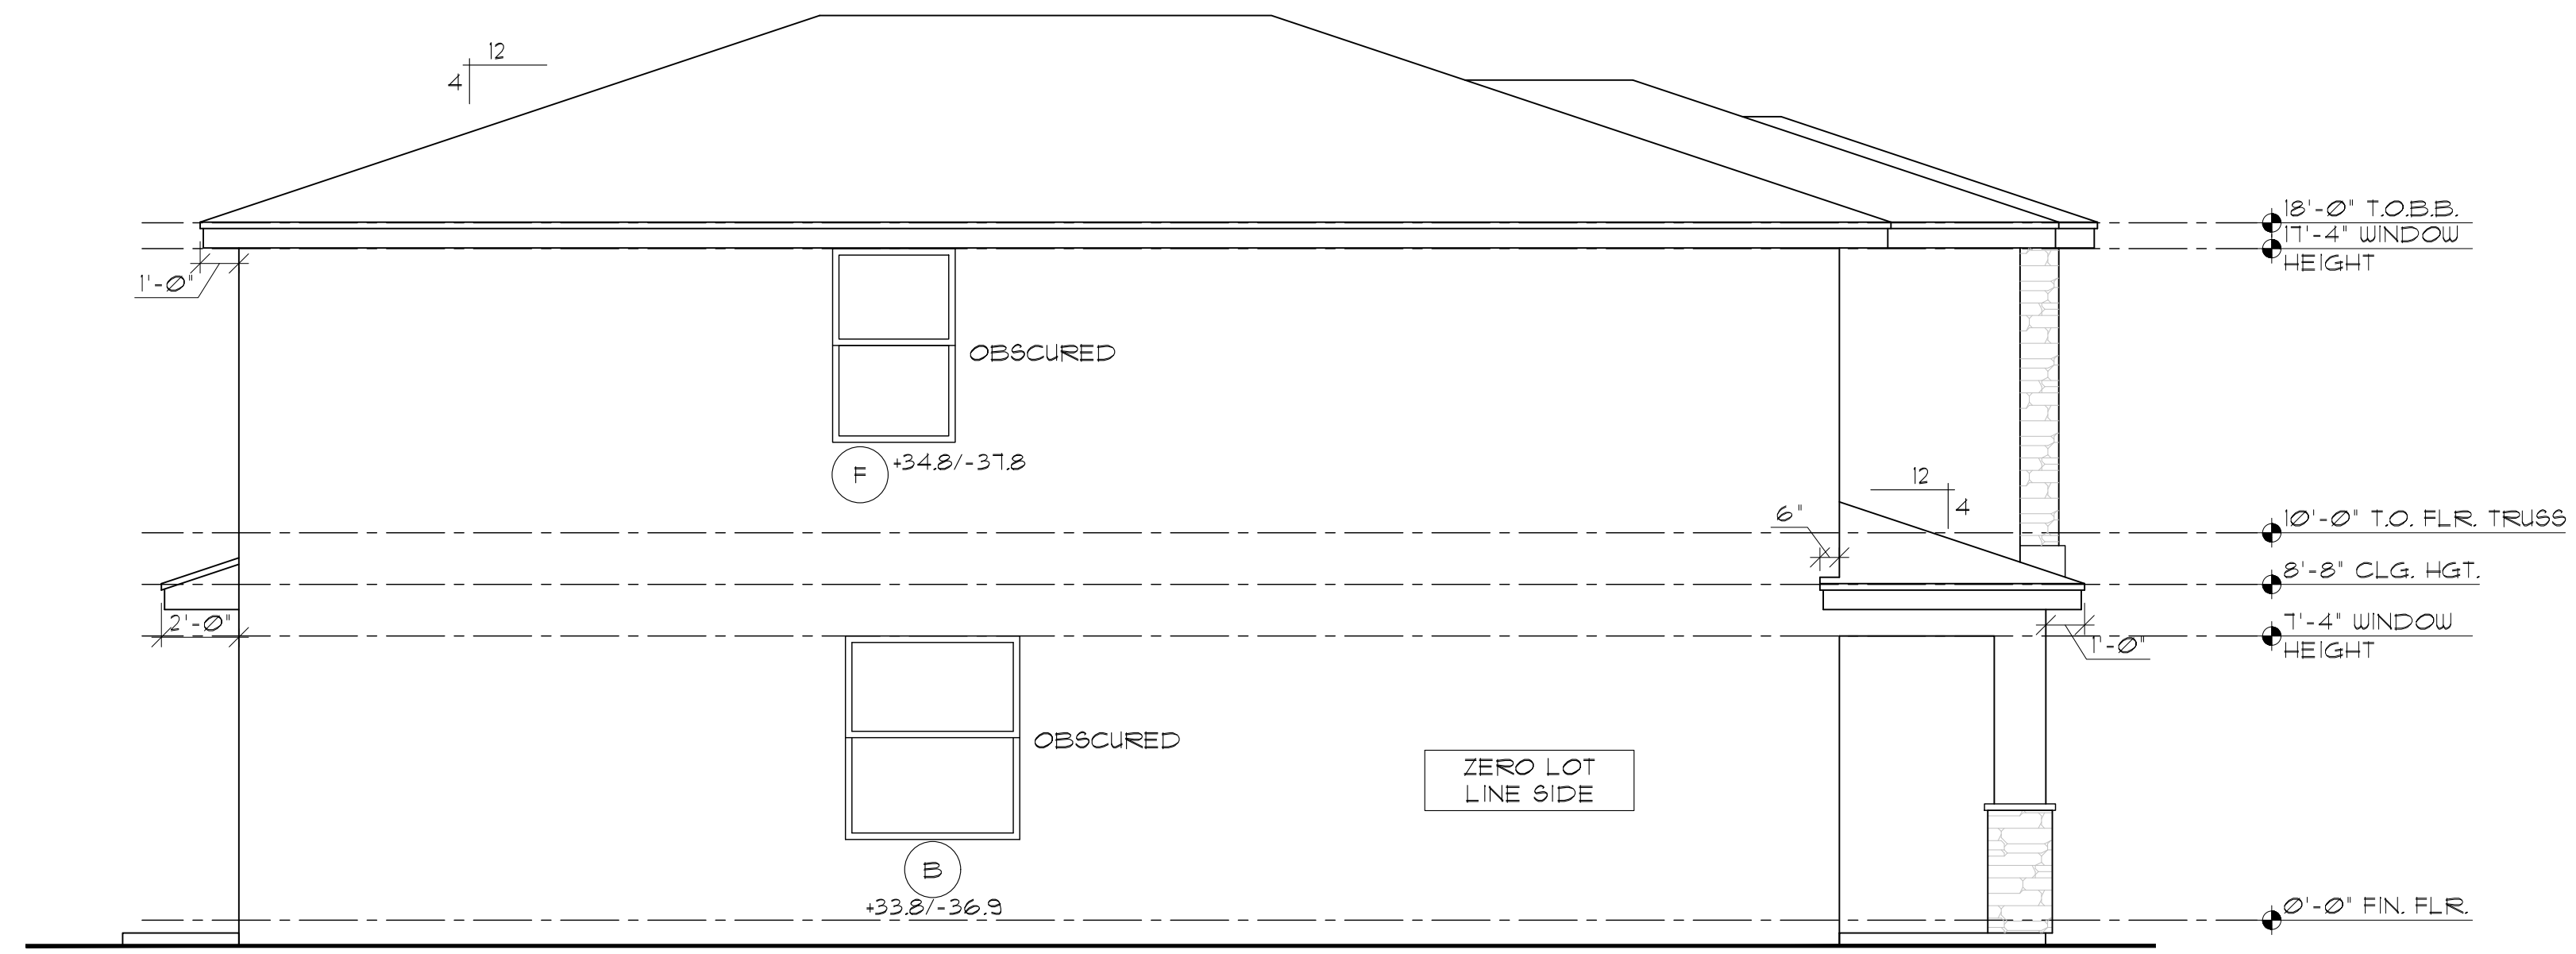 12
4
18'-0" T.O.B.B.
17'-4" WINDOW
HEIGHT
1'-0"
OBSCURED
F
+34.8/-37.8
12
4
6"
10'-0" T.O. FLR. TRUSS
8'-8" CLG. HGT.
2'-0"
7'-4" WINDOW
HEIGHT
1'-0"
OBSCURED
ZERO LOT
LINE SIDE
B
+33.8/-36.9
0'-0" FIN. FLR.